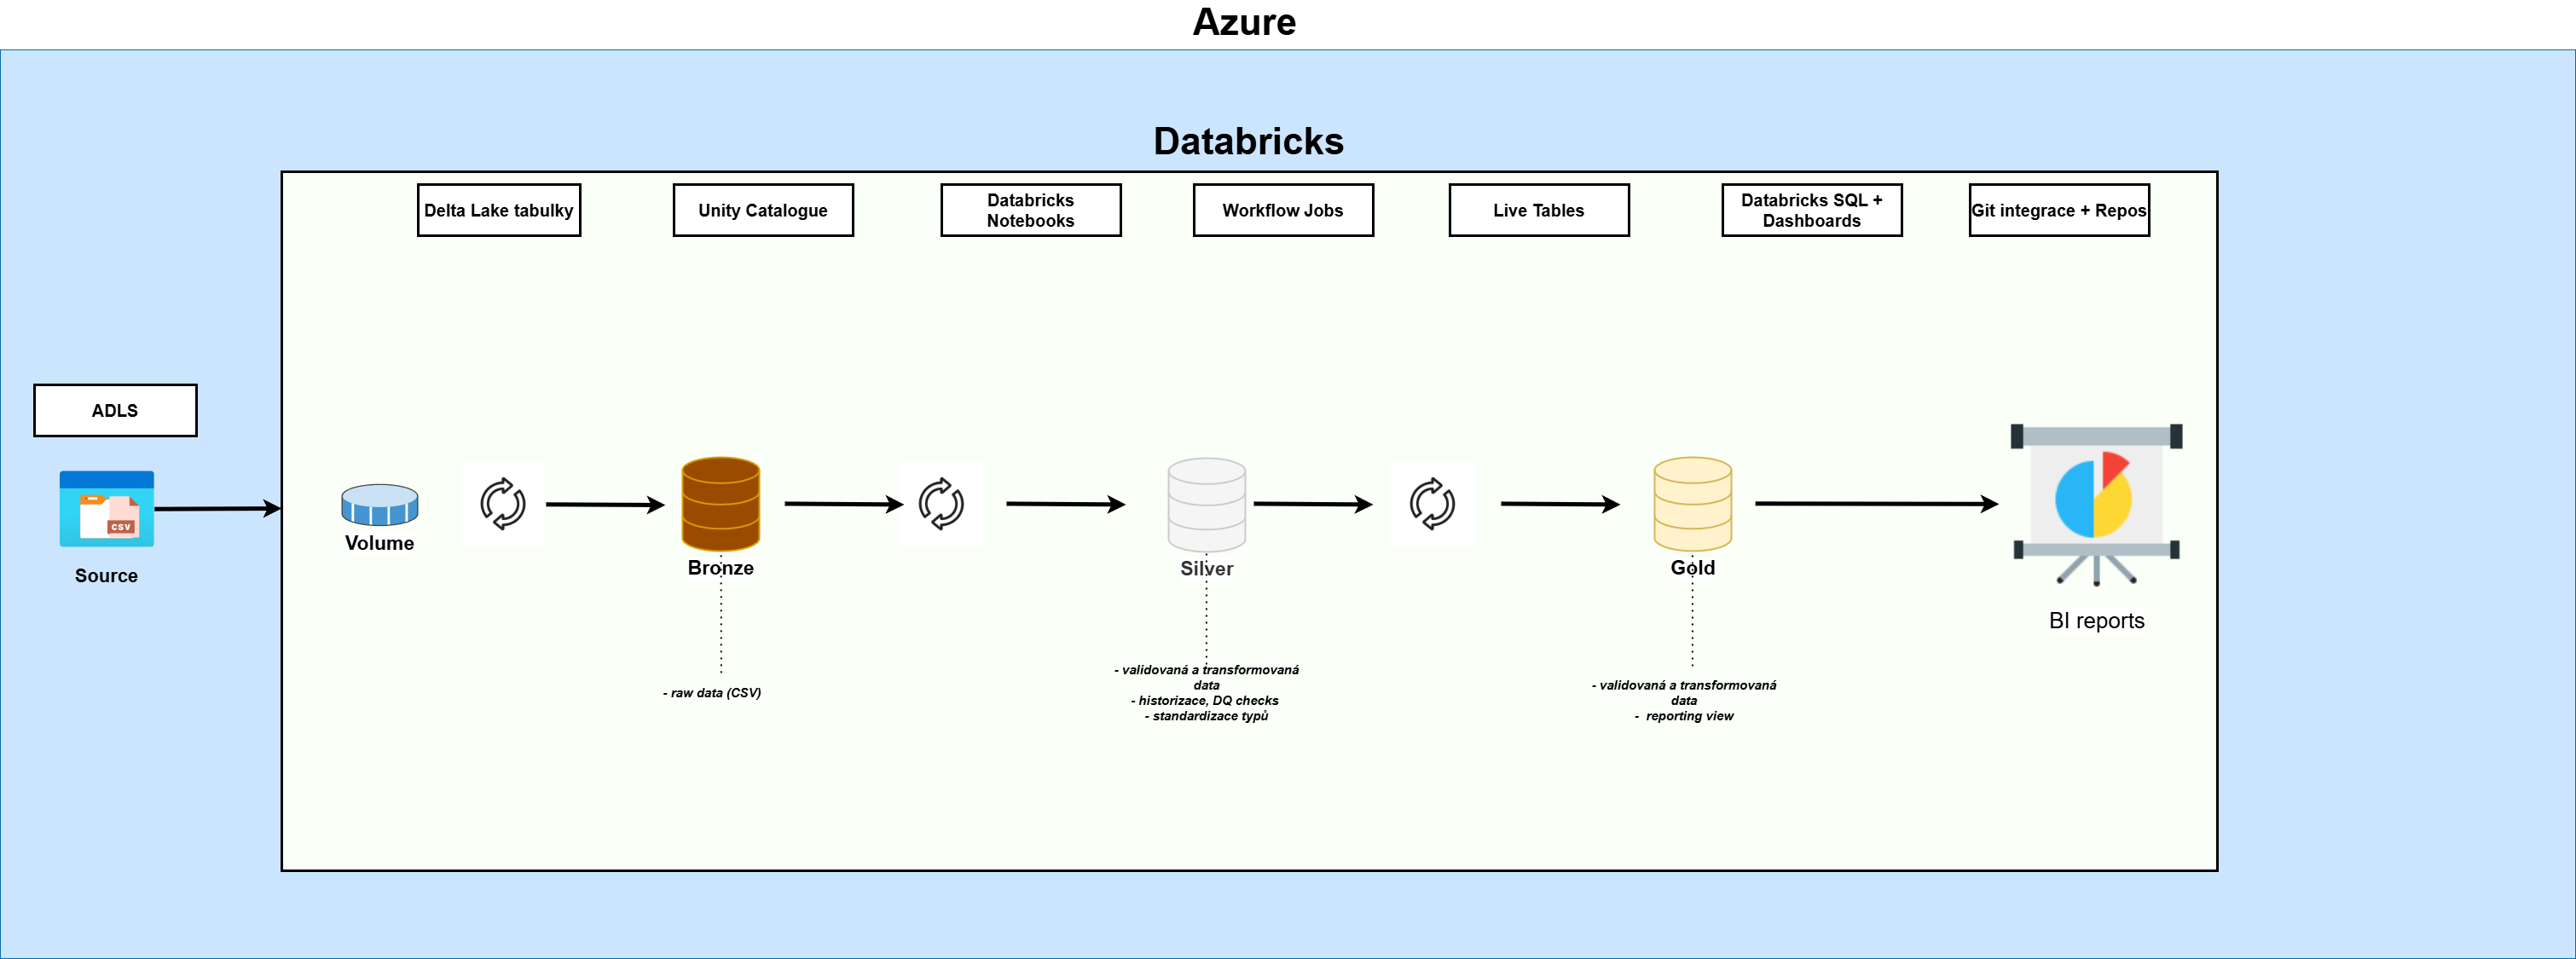 Azure
Databricks
Delta Lake tabulky
Unity Catalogue
Databricks
Notebooks
Workflow Jobs
Live Tables
Databricks SQL +
Dashboards
Git integrace + Repos
ADLS
CSV
Source
Volume
Bronze
Silver
Gold
BI reports
- raw data (CSV)
- validovaná a transformovaná
data
- historizace, DQ checks
- standardizace typů
- validovaná a transformovaná
data
- reporting view